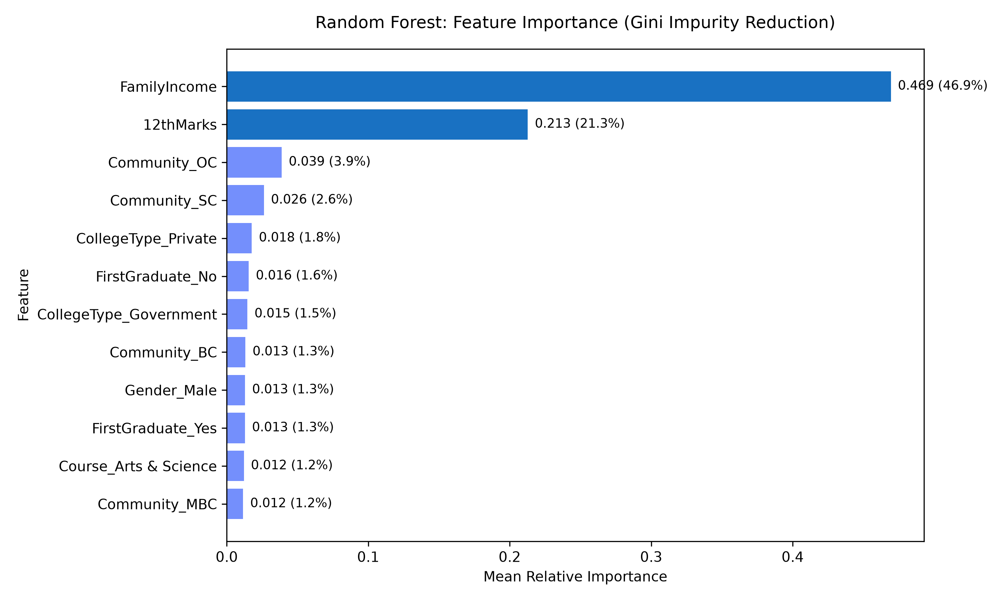 Random Forest: Feature Importance (Gini Impurity Reduction)
FamilyIncome 0.469 (46.9%)
12thMarks 0.213 (21.3%)
Community_OC 0.039 (3.9%)
Community_SC 0.026 (2.6%)
CollegeType_Private 0.018 (1.8%)
FirstGraduate_No 0.016 (1.6%)
Feature
CollegeType_Government 0.015 (1.5%)
Community_BC 0.013 (1.3%)
Gender_Male 0.013 (1.3%)
FirstGraduate_Yes 0.013 (1.3%)
Course_Arts & Science 0.012 (1.2%)
Community_MBC 0.012 (1.2%)
0.0 0.1 0.2 0.3 0.4
Mean Relative Importance